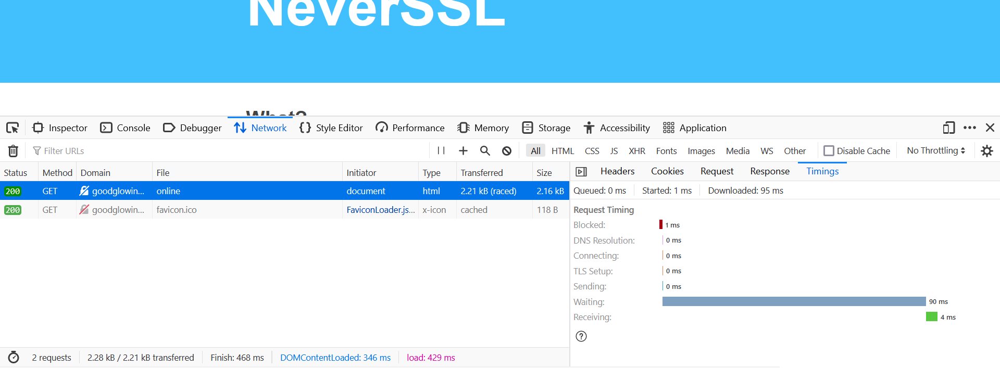 NeverSSL
What?
Inspector Console Debugger Network Style Editor Performance Memory Storage Accessibility Application
Filter URLs All HTML CSS JS XHR Fonts Images Media WS Other Disable Cache No Throttling
Status Method Domain File Initiator Type Transferred Size
200 GET goodglowin... online document html 2.21 kB (raced) 2.16 kB
200 GET goodglowin... favicon.ico FaviconLoader.js... x-icon cached 118 B
Headers Cookies Request Response Timings
Queued: 0 ms Started: 1 ms Downloaded: 95 ms
Request Timing
Blocked: 1 ms
DNS Resolution: 0 ms
Connecting: 0 ms
TLS Setup: 0 ms
Sending: 0 ms
Waiting: 90 ms
Receiving: 4 ms
2 requests 2.28 kB / 2.21 kB transferred Finish: 468 ms DOMContentLoaded: 346 ms load: 429 ms